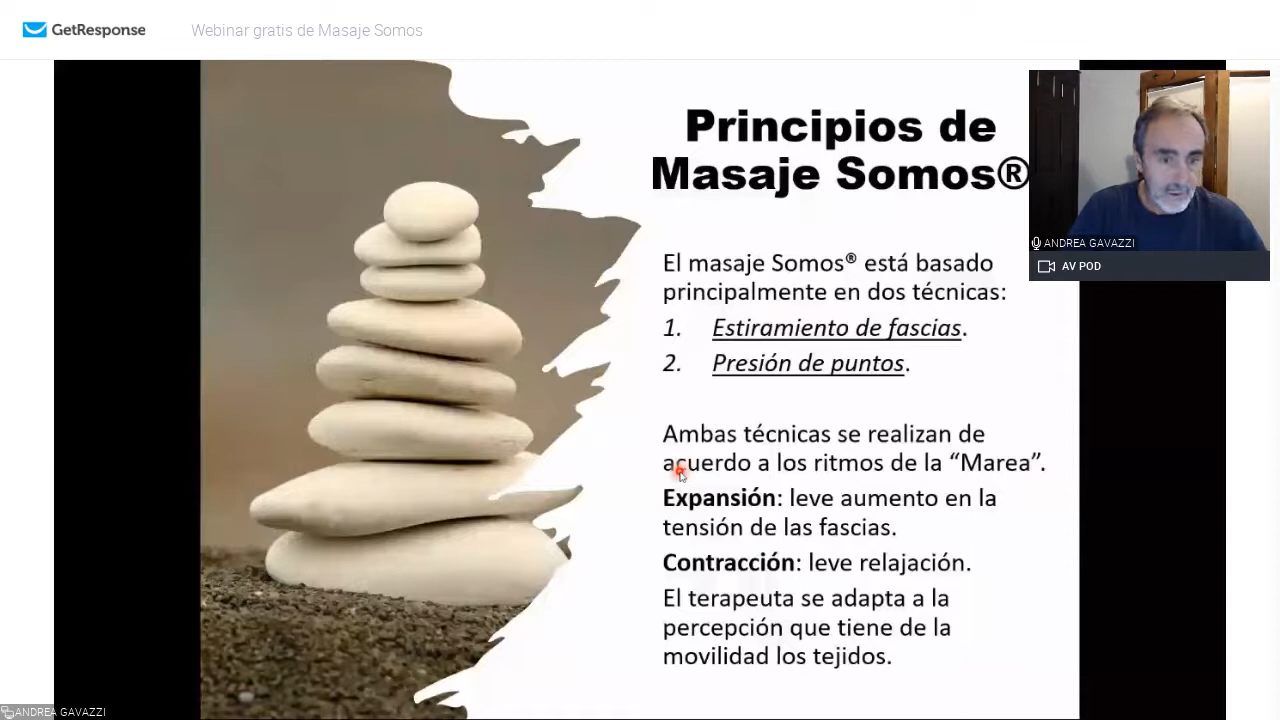 GetResponse
Webinar gratis de Masaje Somos
Principios de
Masaje Somos®
El masaje Somos® está basado
principalmente en dos técnicas:
1. Estiramiento de fascias.
2. Presión de puntos.
Ambas técnicas se realizan de
acuerdo a los ritmos de la “Marea”.
Expansión: leve aumento en la
tensión de las fascias.
Contracción: leve relajación.
El terapeuta se adapta a la
percepción que tiene de la
movilidad los tejidos.
ANDREA GAVAZZI
AV POD
ANDREA GAVAZZI